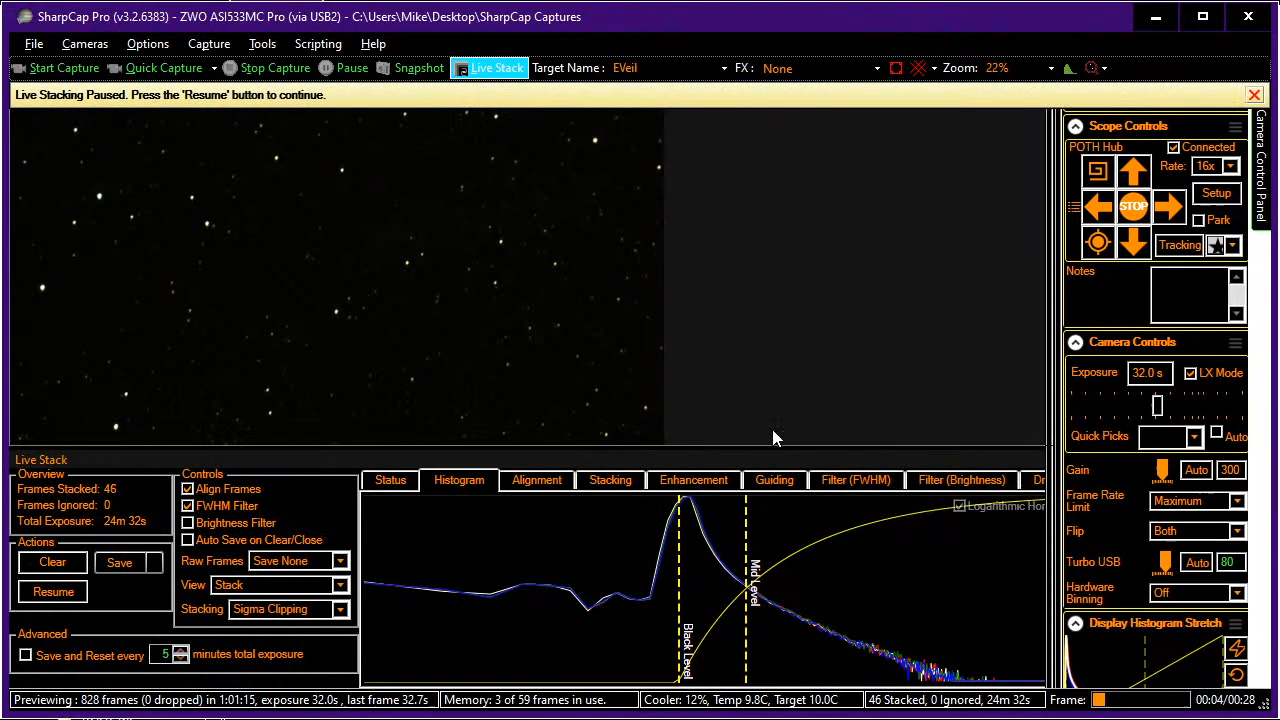 SharpCap Pro (v3.2.6383) - ZWO ASI533MC Pro (via USB2) - C:\Users\Mike\Desktop\SharpCap Captures
File Cameras Options Capture Tools Scripting Help
Start Capture Quick Capture Stop Capture Pause Snapshot Live Stack Target Name : EVeil FX : None Zoom: 22%
Live Stacking Paused. Press the 'Resume' button to continue.
Camera Control Panel
Scope Controls
POTH Hub Connected
Rate: 16x
Setup
STOP
Park
Tracking
Notes
Camera Controls
Exposure 32.0 s LX Mode
Quick Picks Auto
Gain Auto 300
Frame Rate Limit Maximum
Flip Both
Turbo USB Auto 80
Hardware Binning Off
Display Histogram Stretch
Live Stack
Overview
Frames Stacked: 46
Frames Ignored: 0
Total Exposure: 24m 32s
Actions
Clear Save
Resume
Controls
Align Frames
FWHM Filter
Brightness Filter
Auto Save on Clear/Close
Raw Frames Save None
View Stack
Stacking Sigma Clipping
Advanced
Save and Reset every 5 minutes total exposure
Status Histogram Alignment Stacking Enhancement Guiding Filter (FWHM) Filter (Brightness) Dr
Logarithmic Hor
Black Level
Mid Level
Previewing : 828 frames (0 dropped) in 1:01:15, exposure 32.0s , last frame 32.7s Memory: 3 of 59 frames in use. Cooler: 12%, Temp 9.8C, Target 10.0C 46 Stacked, 0 Ignored, 24m 32s Frame: 00:04/00:28